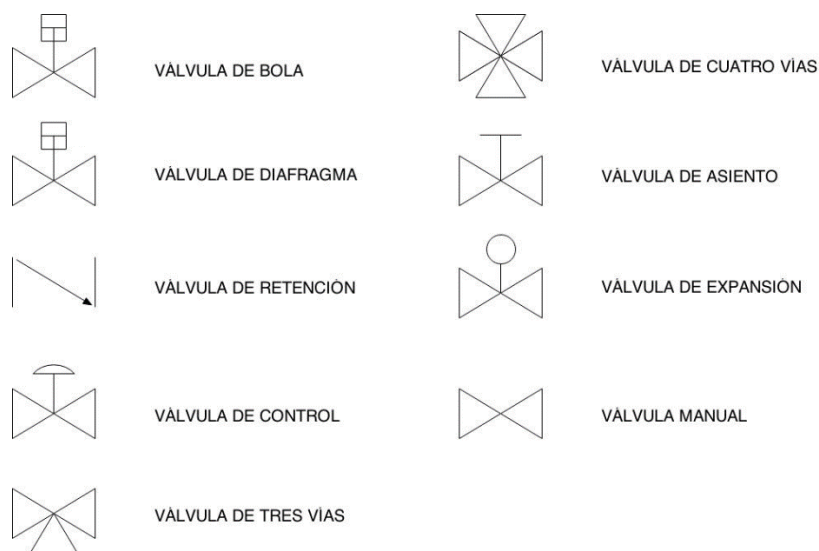 VÀLVULA DE BOLA
VÀLVULA DE DIAFRAGMA
VÀLVULA DE RETENCIÒN
VÀLVULA DE CONTROL
VÀLVULA DE TRES VÌAS
VÀLVULA DE CUATRO VÌAS
VÀLVULA DE ASIENTO
VÀLVULA DE EXPANSIÒN
VÀLVULA MANUAL